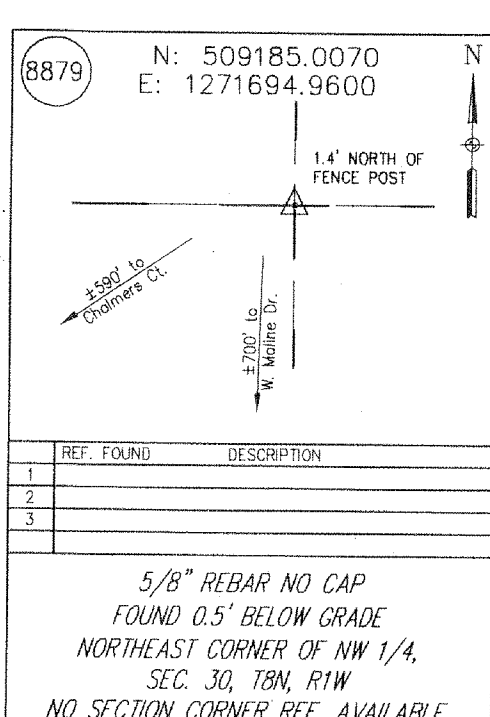 8879
N: 509185.0070
E: 1271694.9600
N
1.4' NORTH OF
FENCE POST
±590' to
Chalmers Ct.
±700' to
W. Maline Dr.
REF. FOUND DESCRIPTION
1
2
3
5/8" REBAR NO CAP
FOUND 0.5' BELOW GRADE
NORTHEAST CORNER OF NW 1/4,
SEC. 30, T8N, R1W
NO SECTION CORNER REF. AVAILABLE